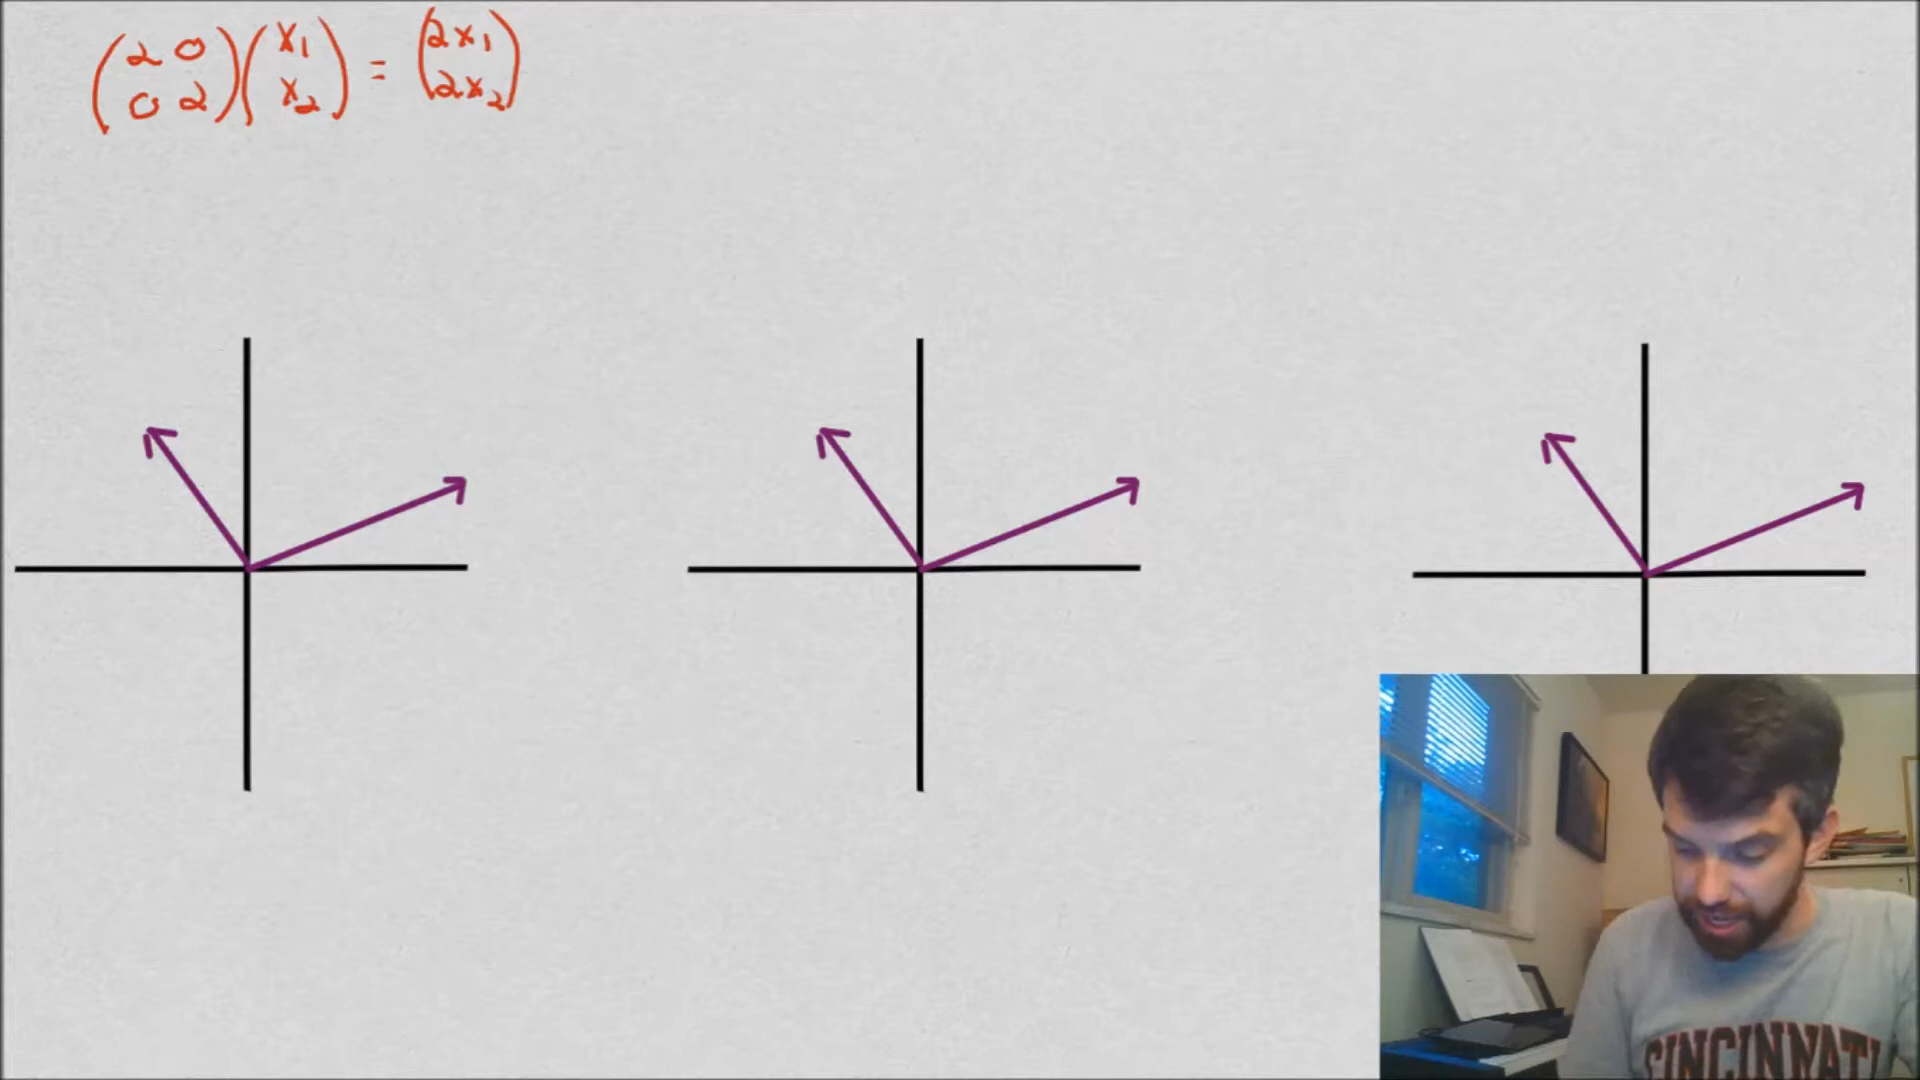 (2 0) (x1) = (2x1)
(0 2) (x2) (2x2)
CINCINNATI